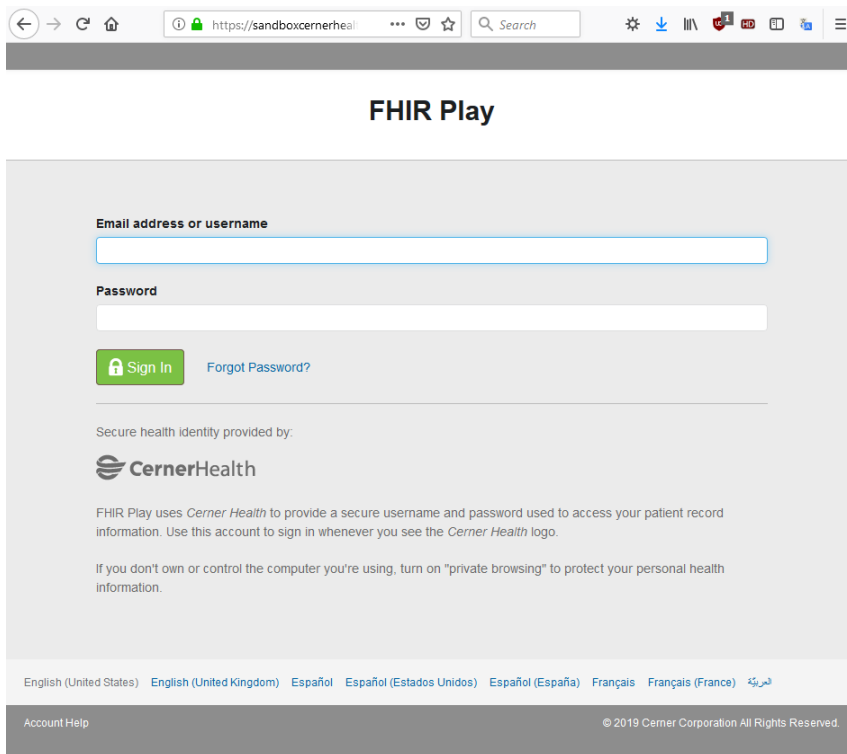 https://sandboxcernerheal
Search
1
HD
FHIR Play
Email address or username
Password
Sign In
Forgot Password?
Secure health identity provided by:
CernerHealth
FHIR Play uses Cerner Health to provide a secure username and password used to access your patient record
information. Use this account to sign in whenever you see the Cerner Health logo.
If you don't own or control the computer you're using, turn on "private browsing" to protect your personal health
information.
English (United States) English (United Kingdom) Español Español (Estados Unidos) Español (España) Français Français (France) العربيّة
Account Help © 2019 Cerner Corporation All Rights Reserved.